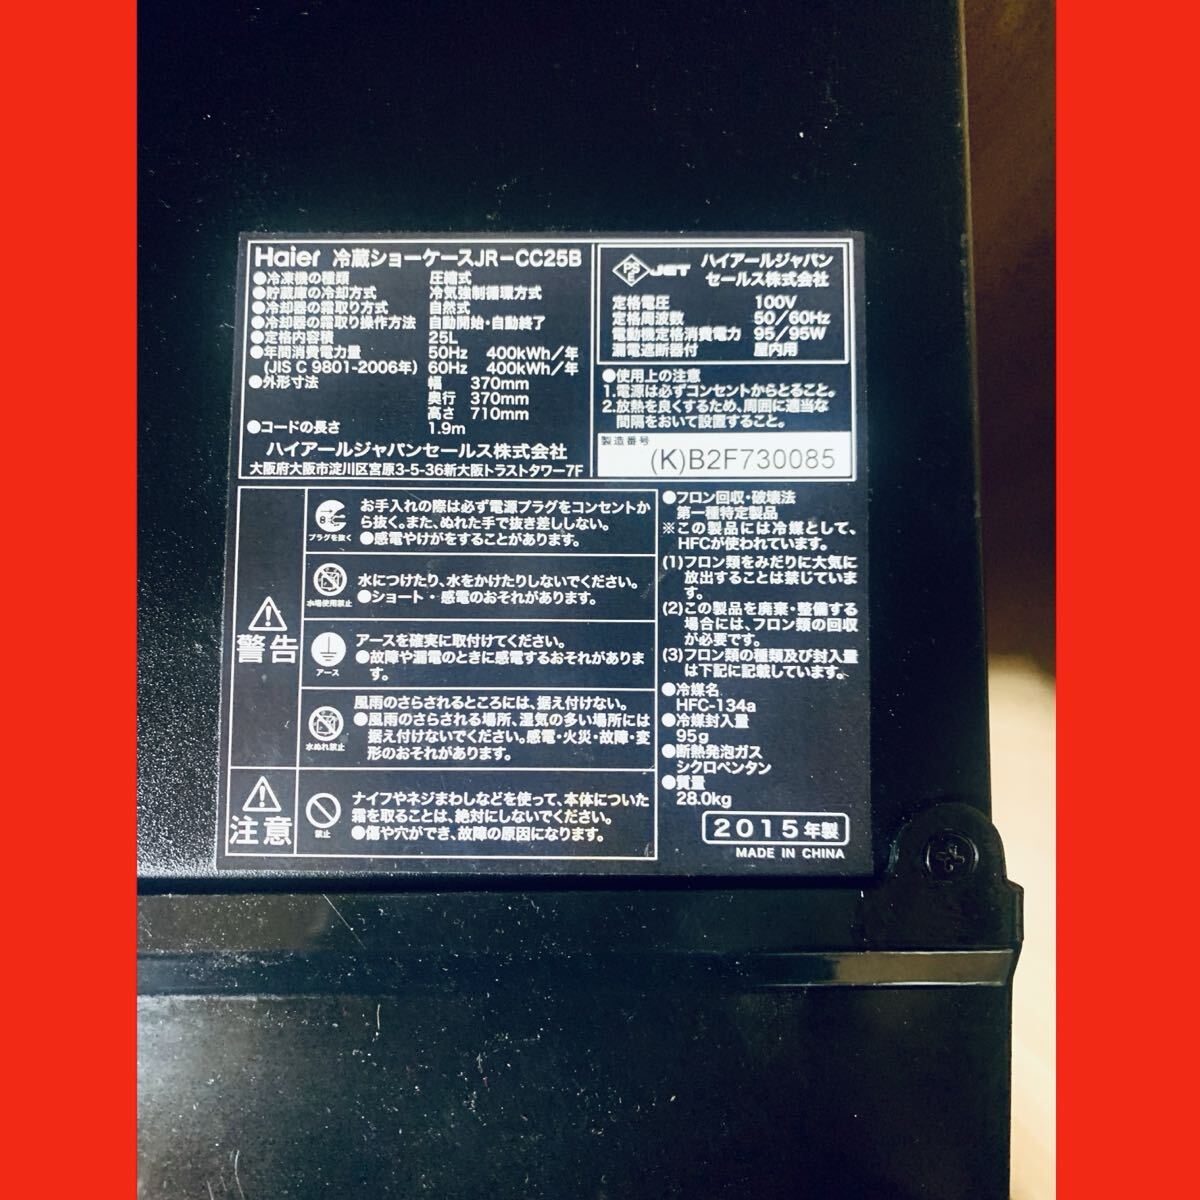 Haier 冷蔵ショーケースJR-CC25B
●冷凍機の種類 圧縮式
●貯蔵庫の冷却方式 冷気強制循環方式
●冷却器の霜取り方式 自然式
●冷却器の霜取り操作方法 自動開始・自動終了
●定格内容積 25L
●年間消費電力量 50Hz 400kWh/年
(JIS C 9801-2006年) 60Hz 400kWh/年
●外形寸法 幅 370mm
奥行 370mm
高さ 710mm
●コードの長さ 1.9m
ハイアールジャパンセールス株式会社
大阪府大阪市淀川区宮原3-5-36新大阪トラストタワー7F
PS E JET ハイアールジャパン
セールス株式会社
定格電圧 100V
定格周波数 50/60Hz
電動機定格消費電力 95/95W
漏電遮断器付 屋内用
●使用上の注意
1.電源は必ずコンセントからとること。
2.放熱を良くするため、周囲に適当な
間隔をおいて設置すること。
製造番号
(K)B2F730085
警告
プラグを抜く
お手入れの際は必ず電源プラグをコンセントか
ら抜く。また、ぬれた手で抜き差ししない。
●感電やけがをすることがあります。
水場使用禁止
水につけたり、水をかけたりしないでください。
●ショート・感電のおそれがあります。
アース
アースを確実に取付けてください。
●故障や漏電のときに感電するおそれがありま
す。
水ぬれ禁止
風雨のさらされるところには、据え付けない。
●風雨のさらされる場所、湿気の多い場所には
据え付けないでください。感電・火災・故障・変
形のおそれがあります。
注意
禁止
ナイフやネジまわしなどを使って、本体についた
霜を取ることは、絶対にしないでください。
●傷や穴ができ、故障の原因になります。
●フロン回収・破壊法
第一種特定製品
※この製品には冷媒として、
HFCが使われています。
(1)フロン類をみだりに大気に
放出することは禁じていま
す。
(2)この製品を廃棄・整備する
場合には、フロン類の回収
が必要です。
(3)フロン類の種類及び封入量
は下記に記載しています。
●冷媒名
HFC-134a
●冷媒封入量
95g
●断熱発泡ガス
シクロペンタン
●質量
28.0kg
2015年製
MADE IN CHINA